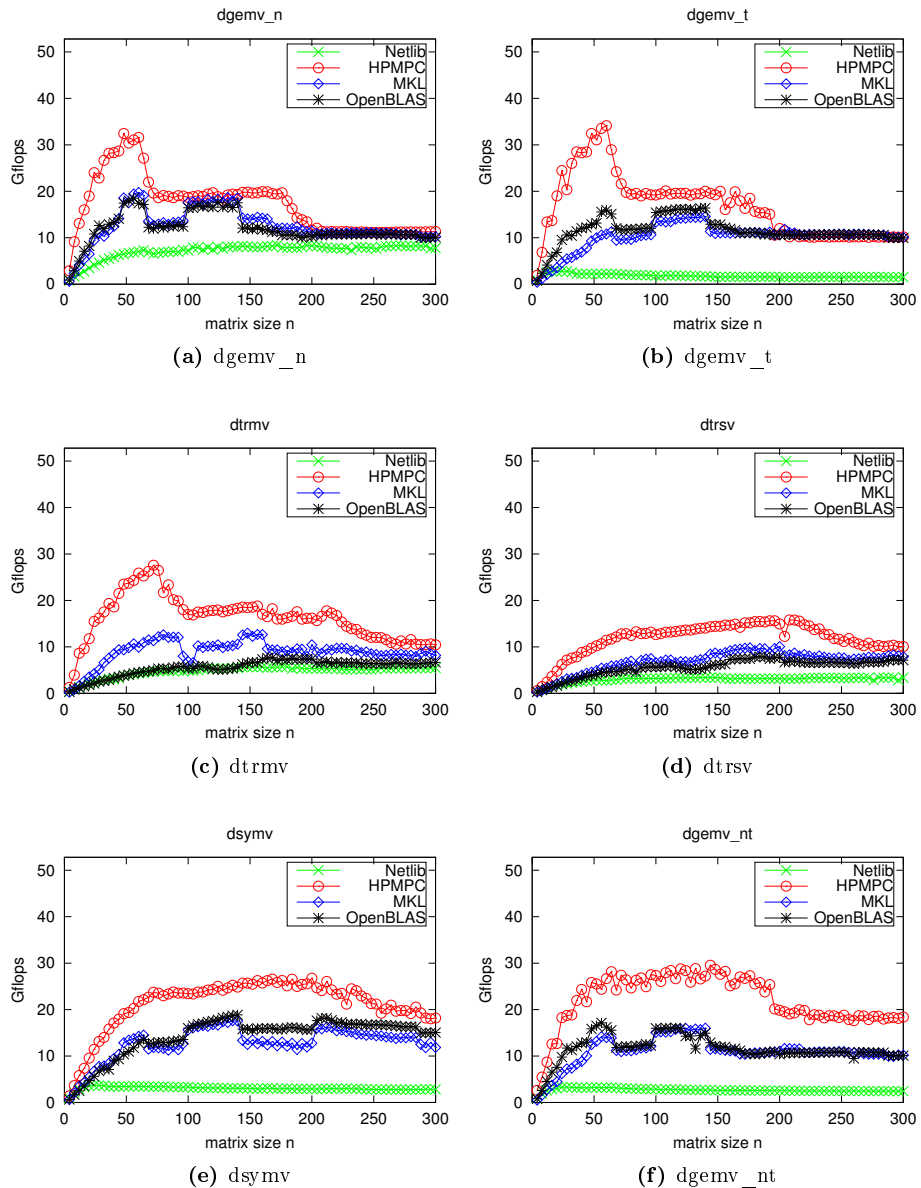 dgemv_n
50
40
30
20
10
0
Gflops
Netlib
HPMPC
MKL
OpenBLAS
0 50 100 150 200 250 300
matrix size n
(a) dgemv_n
dgemv_t
50
40
30
20
10
0
Gflops
Netlib
HPMPC
MKL
OpenBLAS
0 50 100 150 200 250 300
matrix size n
(b) dgemv_t
dtrmv
50
40
30
20
10
0
Gflops
Netlib
HPMPC
MKL
OpenBLAS
0 50 100 150 200 250 300
matrix size n
(c) dtrmv
dtrsv
50
40
30
20
10
0
Gflops
Netlib
HPMPC
MKL
OpenBLAS
0 50 100 150 200 250 300
matrix size n
(d) dtrsv
dsymv
50
40
30
20
10
0
Gflops
Netlib
HPMPC
MKL
OpenBLAS
0 50 100 150 200 250 300
matrix size n
(e) dsymv
dgemv_nt
50
40
30
20
10
0
Gflops
Netlib
HPMPC
MKL
OpenBLAS
0 50 100 150 200 250 300
matrix size n
(f) dgemv_nt